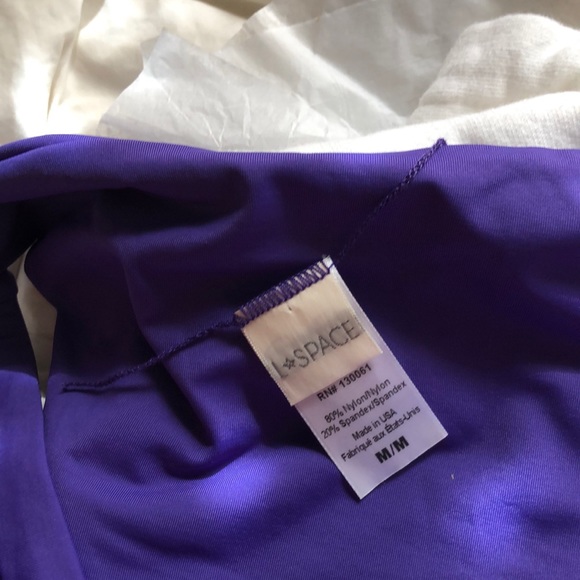 L*SPACE
RN# 130061
80% Nylon/Nylon
20% Spandex/Spandex
Made in USA
Fabriqué aux États-Unis
M/M